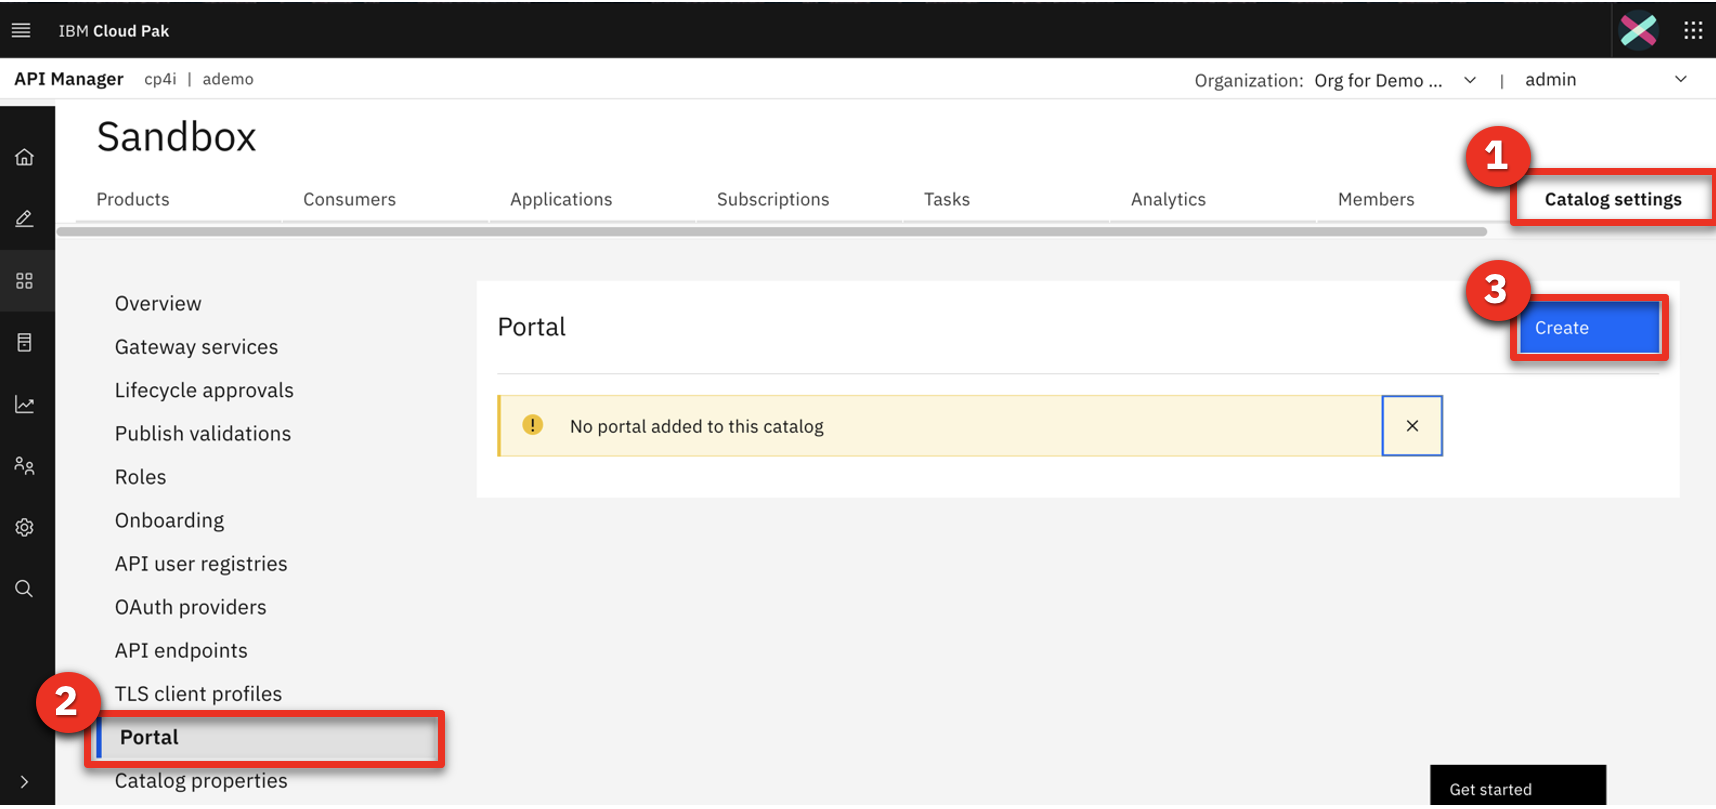 IBM Cloud Pak
API Manager cp4i | ademo Organization: Org for Demo ... | admin
Sandbox
1
Products Consumers Applications Subscriptions Tasks Analytics Members Catalog settings
3
Overview
Gateway services
Lifecycle approvals
Publish validations
Roles
Onboarding
API user registries
OAuth providers
API endpoints
TLS client profiles
2
Portal
Catalog properties
Portal
Create
! No portal added to this catalog
Get started